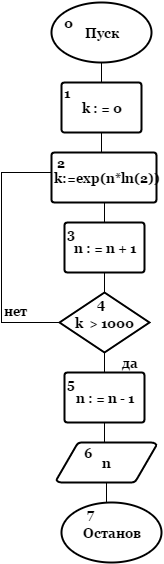 0
Пуск
1
k : = 0
2
k:=exp(n*ln(2))
3
n : = n + 1
4
k > 1000
нет
да
5
n : = n - 1
6
n
7
Останов